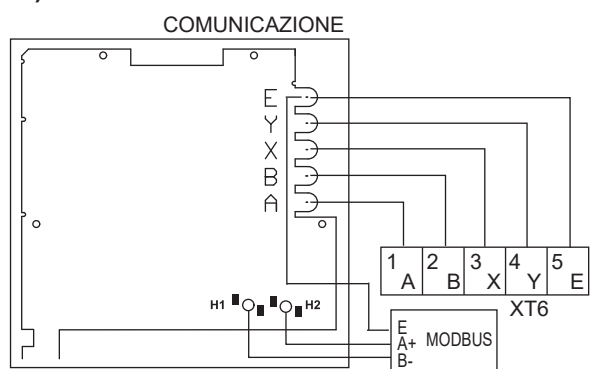 COMUNICAZIONE
E
Y
X
B
A
1 A
2 B
3 X
4 Y
5 E
XT6
H1
H2
E
A+
B-
MODBUS